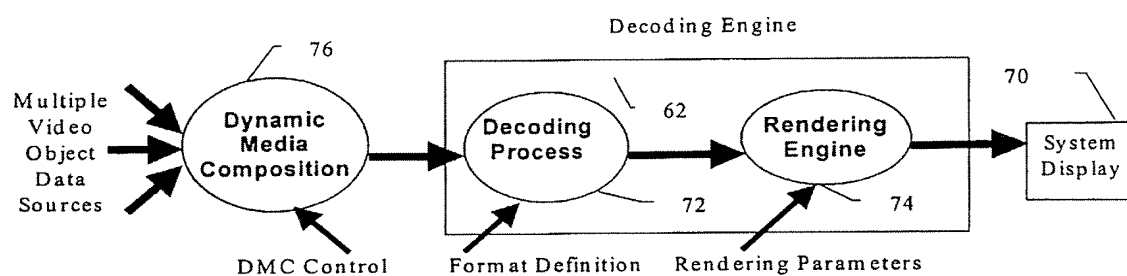 Decoding Engine
76
70
62
Multiple
Video
Object
Data
Sources
Dynamic
Media
Composition
Decoding
Process
Rendering
Engine
System
Display
72
74
DMC Control
Format Definition
Rendering Parameters